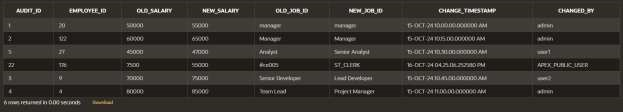 AUDIT_ID EMPLOYEE_ID OLD_SALARY NEW_SALARY OLD_JOB_ID NEW_JOB_ID CHANGE_TIMESTAMP CHANGED_BY
1 20 50000 55000 manager manager 15-OCT-24 10.00.00.000000 AM admin
2 122 60000 65000 Manager Manager 15-OCT-24 10.15.00.000000 AM admin
5 27 45000 47000 Analyst Senior Analyst 15-OCT-24 10.30.00.000000 AM user1
22 176 7500 55000 ST_CLERK 16-OCT-24 04.25.06.252580 PM APEX_PUBLIC_USER
3 9 70000 75000 Senior Developer Lead Developer 15-OCT-24 10.45.00.000000 AM user2
4 4 80000 85000 Team Lead Project Manager 15-OCT-24 11.00.00.000000 AM admin
6 rows returned in 0.00 seconds Download